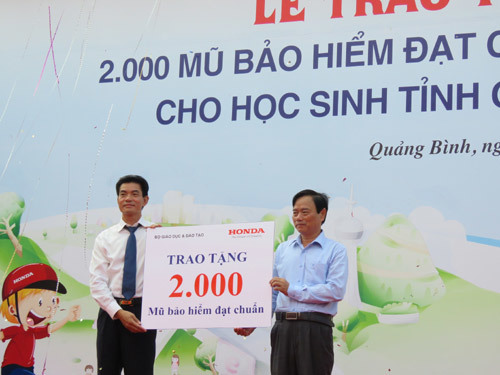 LỄ TRAO
2.000 MŨ BẢO HIỂM ĐẠT
CHO HỌC SINH TỈNH
Quảng Bình,
BỘ GIÁO DỤC & ĐÀO TẠO
HONDA
TRAO TẶNG
2.000
Mũ bảo hiểm đạt chuẩn
HONDA